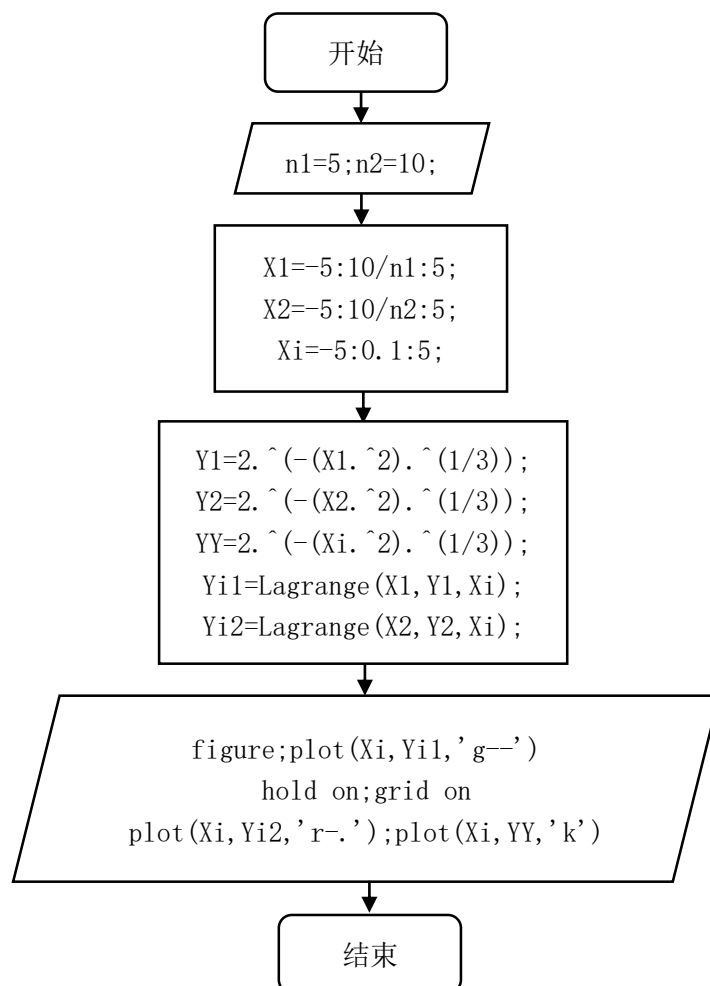 开始
n1=5;n2=10;
X1=-5:10/n1:5;
X2=-5:10/n2:5;
Xi=-5:0.1:5;
Y1=2.^(-(X1.^2).^(1/3));
Y2=2.^(-(X2.^2).^(1/3));
YY=2.^(-(Xi.^2).^(1/3));
Yi1=Lagrange(X1,Y1,Xi);
Yi2=Lagrange(X2,Y2,Xi);
figure;plot(Xi,Yi1,'g--')
hold on;grid on
plot(Xi,Yi2,'r-.');plot(Xi,YY,'k')
结束